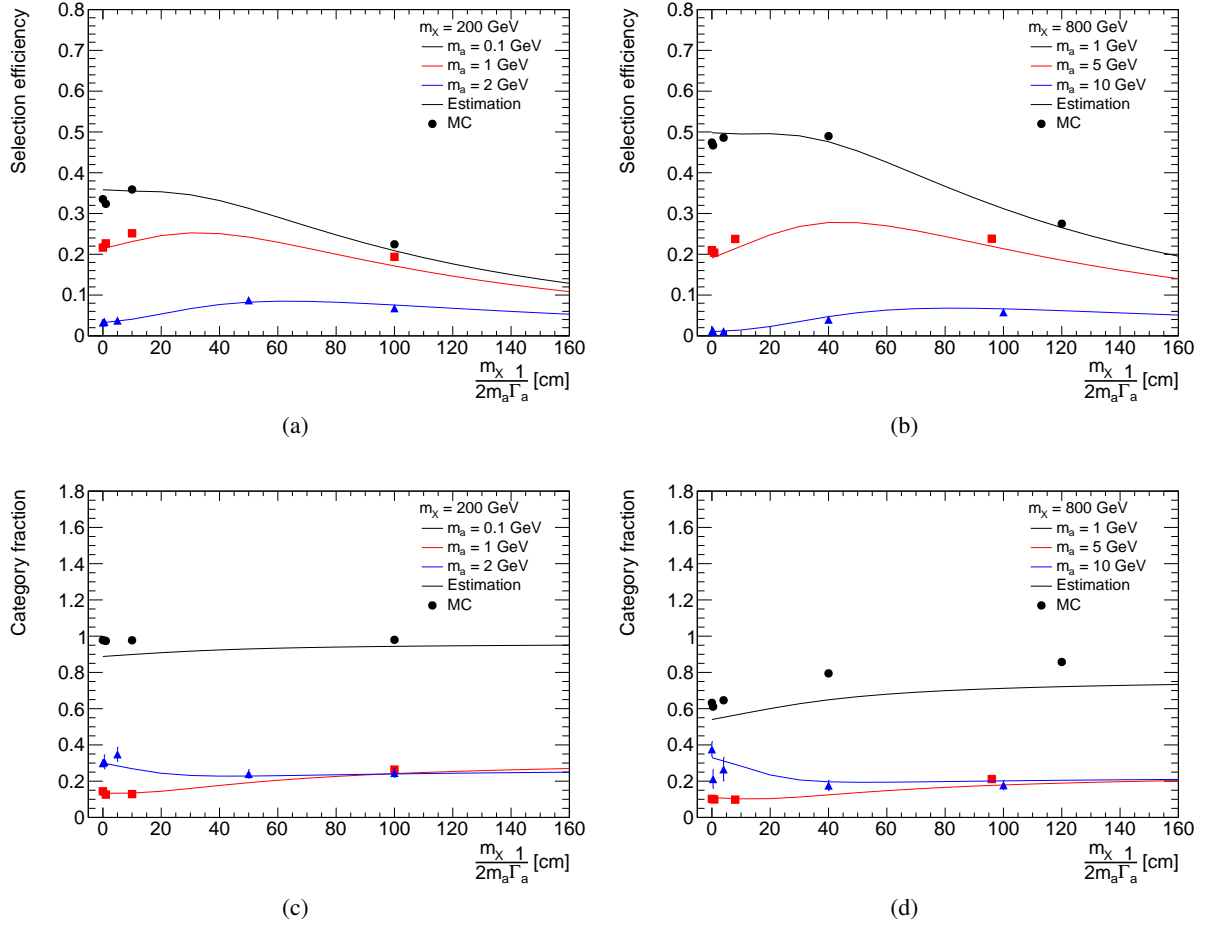 Selection efficiency
0.8
0.7
0.6
0.5
0.4
0.3
0.2
0.1
0
m_X = 200 GeV
m_a = 0.1 GeV
m_a = 1 GeV
m_a = 2 GeV
Estimation
MC
0 20 40 60 80 100 120 140 160
m_X 1
2m_a Γ_a [cm]
(a)
Selection efficiency
0.8
0.7
0.6
0.5
0.4
0.3
0.2
0.1
0
m_X = 800 GeV
m_a = 1 GeV
m_a = 5 GeV
m_a = 10 GeV
Estimation
MC
0 20 40 60 80 100 120 140 160
m_X 1
2m_a Γ_a [cm]
(b)
Category fraction
1.8
1.6
1.4
1.2
1
0.8
0.6
0.4
0.2
0
m_X = 200 GeV
m_a = 0.1 GeV
m_a = 1 GeV
m_a = 2 GeV
Estimation
MC
0 20 40 60 80 100 120 140 160
m_X 1
2m_a Γ_a [cm]
(c)
Category fraction
1.8
1.6
1.4
1.2
1
0.8
0.6
0.4
0.2
0
m_X = 800 GeV
m_a = 1 GeV
m_a = 5 GeV
m_a = 10 GeV
Estimation
MC
0 20 40 60 80 100 120 140 160
m_X 1
2m_a Γ_a [cm]
(d)